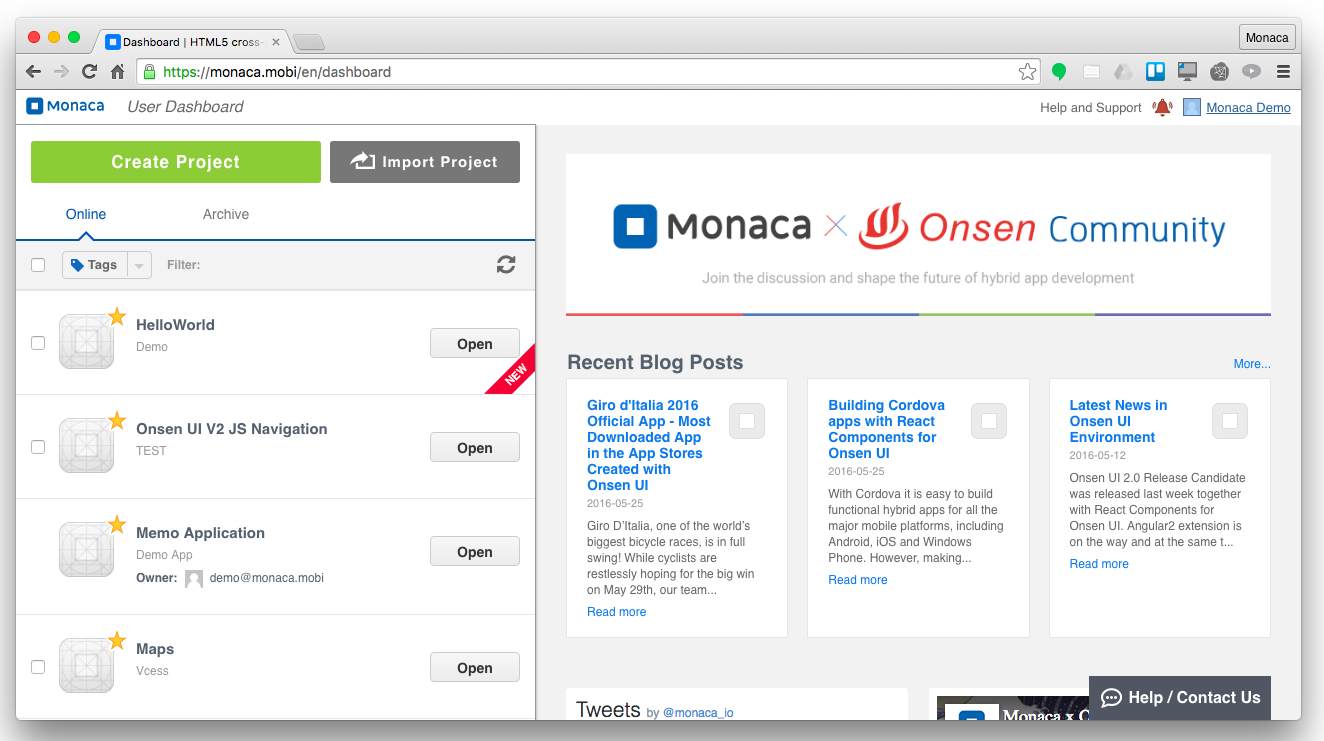 Dashboard | HTML5 cross-
Monaca
https://monaca.mobi/en/dashboard
Monaca
User Dashboard
Help and Support
Monaca Demo
Create Project
Import Project
Online
Archive
Tags
Filter:
HelloWorld
Demo
Open
NEW
Onsen UI V2 JS Navigation
TEST
Open
Memo Application
Demo App
Owner: demo@monaca.mobi
Open
Maps
Vcess
Open
Monaca × Onsen Community
Join the discussion and shape the future of hybrid app development
Recent Blog Posts
More...
Giro d'Italia 2016
Official App - Most
Downloaded App
in the App Stores
Created with
Onsen UI
2016-05-25
Giro D'Italia, one of the world's
biggest bicycle races, is in full
swing! While cyclists are
restlessly hoping for the big win
on May 29th, our team...
Read more
Building Cordova
apps with React
Components for
Onsen UI
2016-05-25
With Cordova it is easy to build
functional hybrid apps for all the
major mobile platforms, including
Android, iOS and Windows
Phone. However, making...
Read more
Latest News in
Onsen UI
Environment
2016-05-12
Onsen UI 2.0 Release Candidate
was released last week together
with React Components for
Onsen UI. Angular2 extension is
on the way and at the same t...
Read more
Tweets by @monaca_io
Monaca x
Help / Contact Us